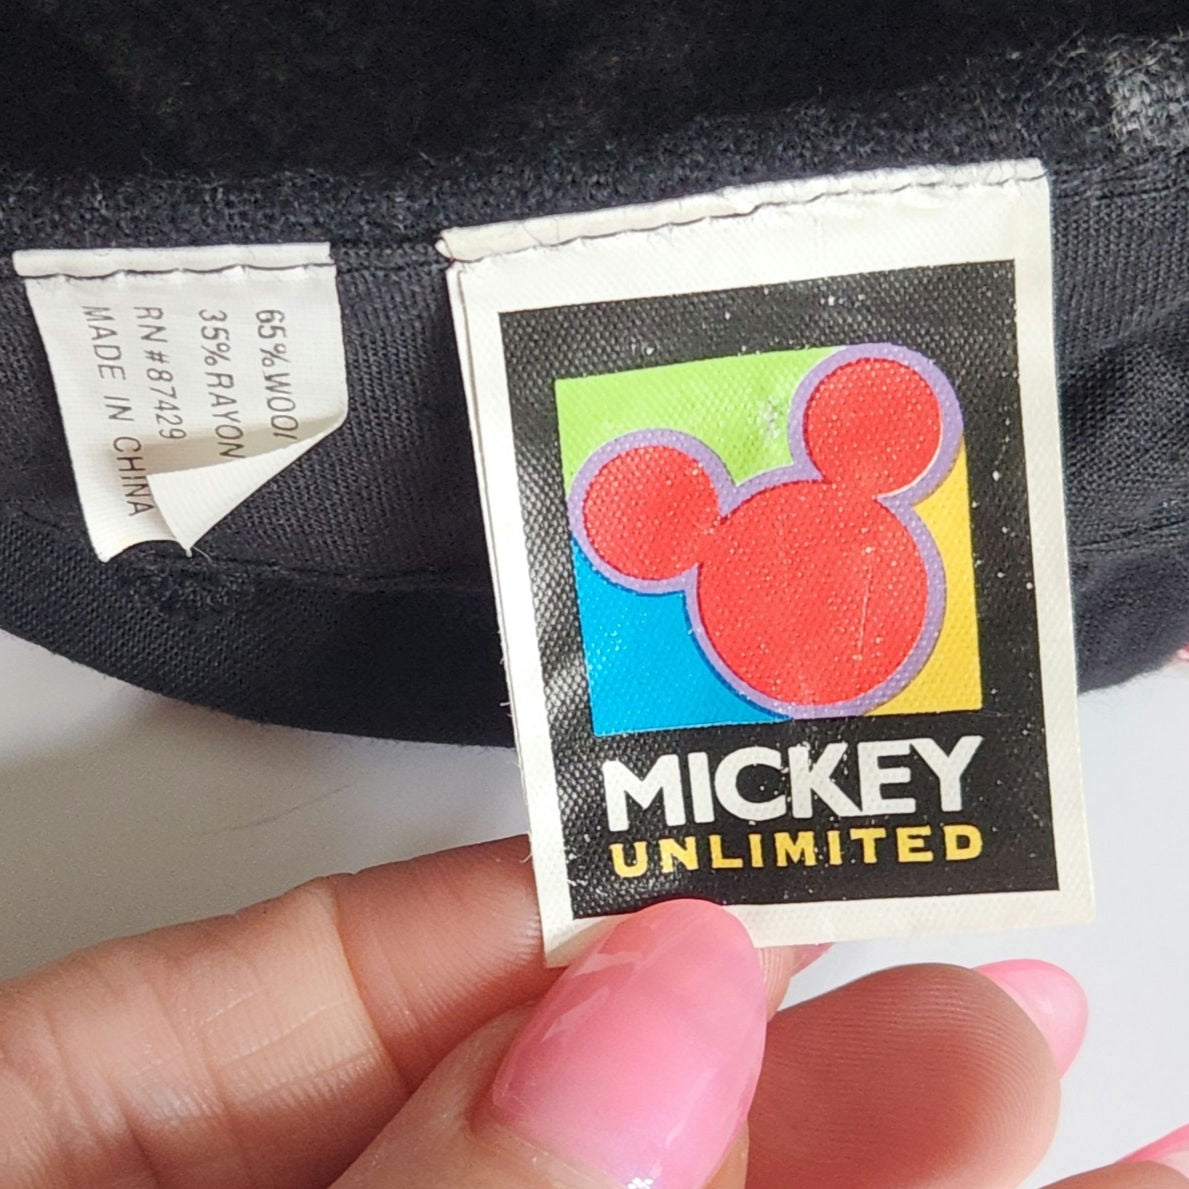 65%WOOL
35%RAYON
RN#87429
MADE IN CHINA
MICKEY
UNLIMITED